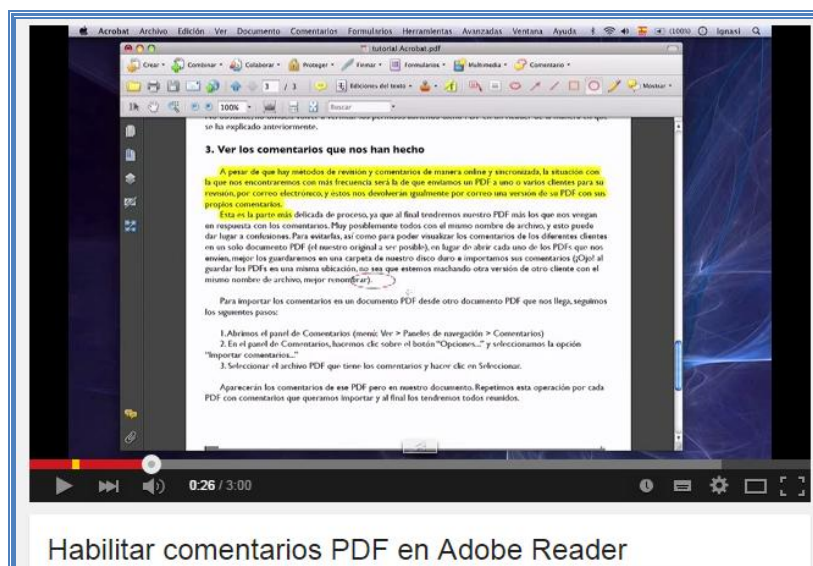 Acrobat Archivo Edición Ver Documento Comentarios Formularios Herramientas Avanzadas Ventana Ayuda (100%) Ignasi
tutorial Acrobat.pdf
Crear Combinar Colaborar Proteger Firmar Formularios Multimedia Comentario
3 / 3 Ediciones del texto Mostrar
100% Buscar
se ha explicado anteriormente.
3. Ver los comentarios que nos han hecho
A pesar de que hay métodos de revisión y comentarios de manera online y sincronizada, la situación con
la que nos encontraremos con más frecuencia será la de que enviamos un PDF a uno o varios clientes para su
revisión, por correo electrónico, y éstos nos devolverán igualmente por correo una versión de su PDF con sus
propios comentarios.
Esta es la parte más delicada de proceso, ya que al final tendremos nuestro PDF más los que nos vengan
en respuesta con los comentarios. Muy posiblemente todos con el mismo nombre de archivo, y esto puede
dar lugar a confusiones. Para evitarlas, así como para poder visualizar los comentarios de los diferentes clientes
en un solo documento PDF (el nuestro original a ser posible), en lugar de abrir cada uno de los PDFs que nos
envíen, mejor los guardaremos en una carpeta de nuestro disco duro e importamos sus comentarios (¡Ojo! al
guardar los PDFs en una misma ubicación, no sea que estemos machando otra versión de otro cliente con el
mismo nombre de archivo, mejor renombrar).
Para importar los comentarios en un documento PDF desde otro documento PDF que nos llega, seguimos
los siguientes pasos:
1. Abrimos el panel de Comentarios (menú: Ver > Paneles de navegación > Comentarios)
2. En el panel de Comentarios, hacemos clic sobre el botón "Opciones..." y seleccionamos la opción
"Importar comentarios..."
3. Seleccionar el archivo PDF que tiene los comentarios y hacer clic en Seleccionar.
Aparecerán los comentarios de ese PDF pero en nuestro documento. Repetimos esta operación por cada
PDF con comentarios que queramos importar y al final los tendremos todos reunidos.
0:26 / 3:00
Habilitar comentarios PDF en Adobe Reader